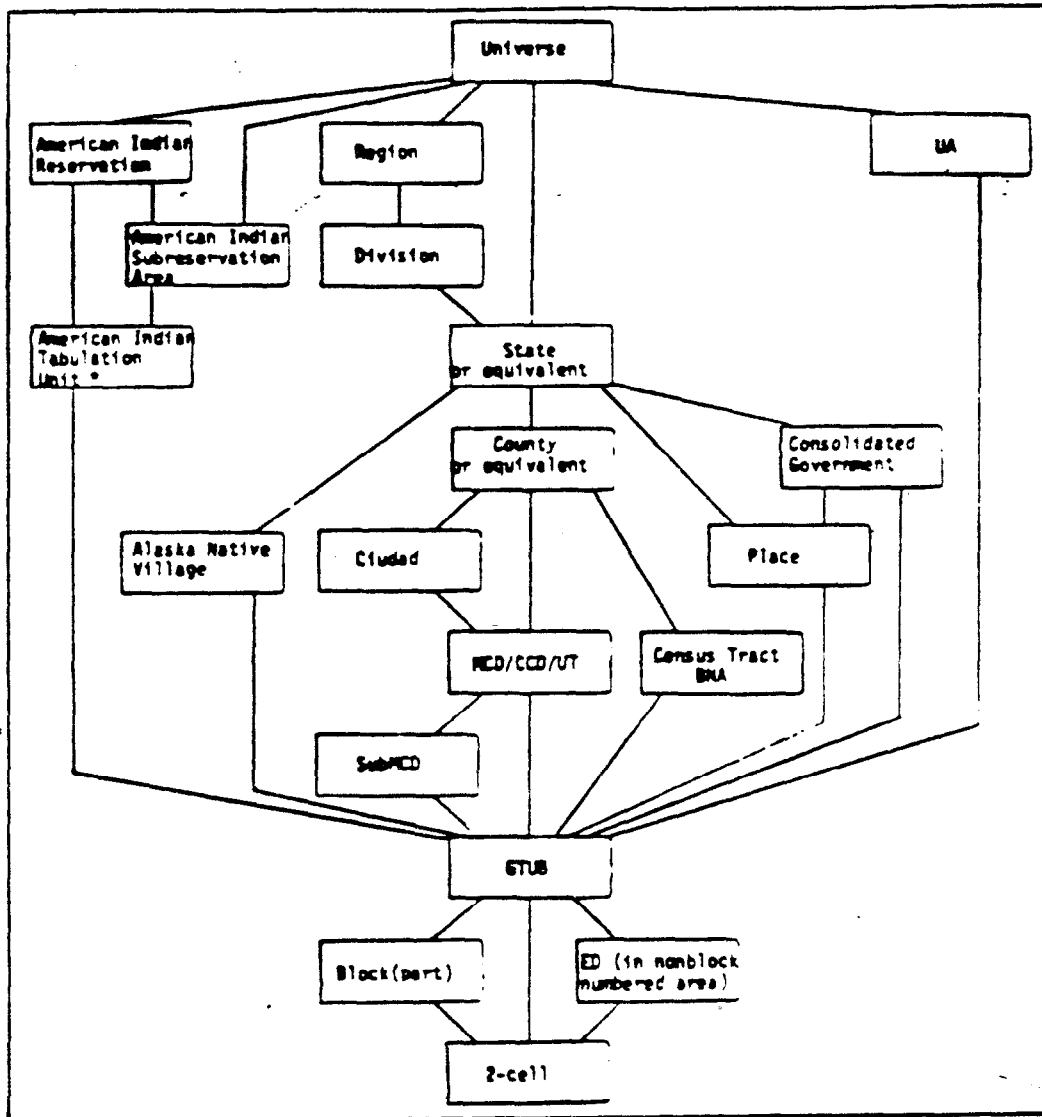 Universe
American Indian
Reservation
Region
UA
American Indian
Subreservation
Area
Division
American Indian
Tabulation
Unit *
State
or equivalent
County
or equivalent
Consolidated
Government
Alaska Native
Village
Ciudad
Place
MCD/CCD/UT
Census Tract
BNA
SubMCD
GTUB
Block(part)
ED (in nonblock
numbered area)
2-cell